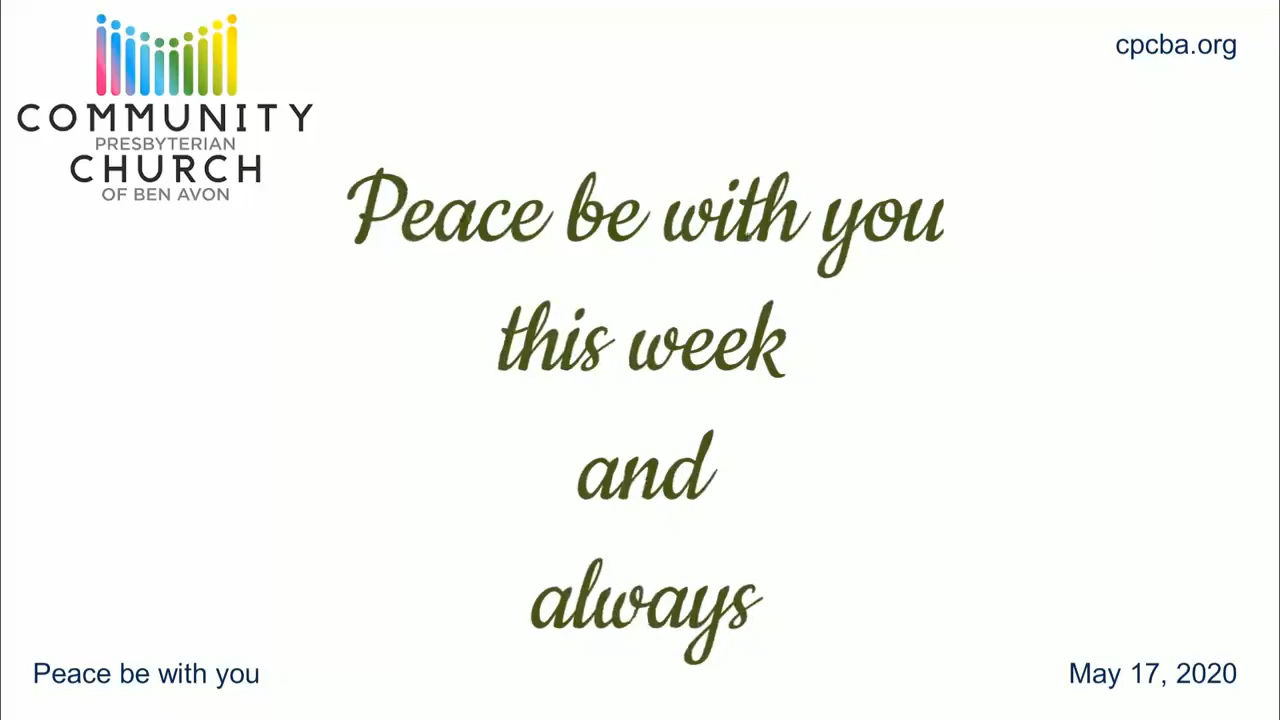 COMMUNITY
PRESBYTERIAN
CHURCH
OF BEN AVON
cpcba.org
Peace be with you
this week
and
always
Peace be with you
May 17, 2020